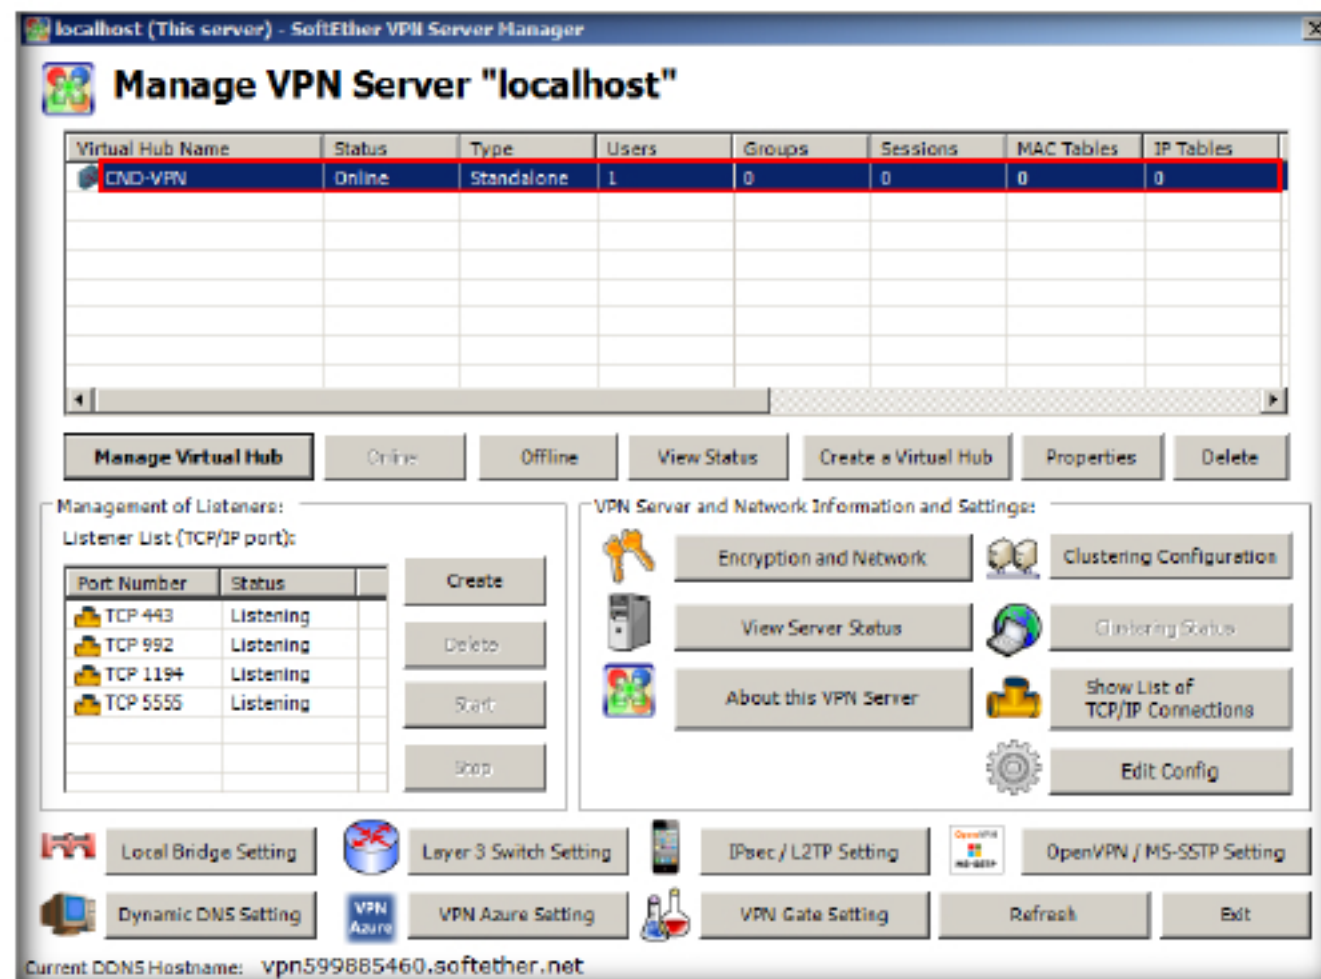 localhost (This server) - SoftEther VPN Server Manager
Manage VPN Server "localhost"
Virtual Hub Name Status Type Users Groups Sessions MAC Tables IP Tables
CND-VPN Online Standalone 1 0 0 0 0
Manage Virtual Hub Online Offline View Status Create a Virtual Hub Properties Delete
Management of Listeners:
Listener List (TCP/IP port):
Port Number Status
TCP 443 Listening
TCP 992 Listening
TCP 1194 Listening
TCP 5555 Listening
Create
Delete
Start
Stop
VPN Server and Network Information and Settings:
Encryption and Network
Clustering Configuration
View Server Status
Clustering Status
About this VPN Server
Show List of
TCP/IP Connections
Edit Config
Local Bridge Setting
Layer 3 Switch Setting
IPsec / L2TP Setting
OpenVPN
MS-SSTP
OpenVPN / MS-SSTP Setting
Dynamic DNS Setting
VPN
Azure
VPN Azure Setting
VPN Gate Setting
Refresh
Exit
Current DDNS Hostname: vpn599885460.softether.net